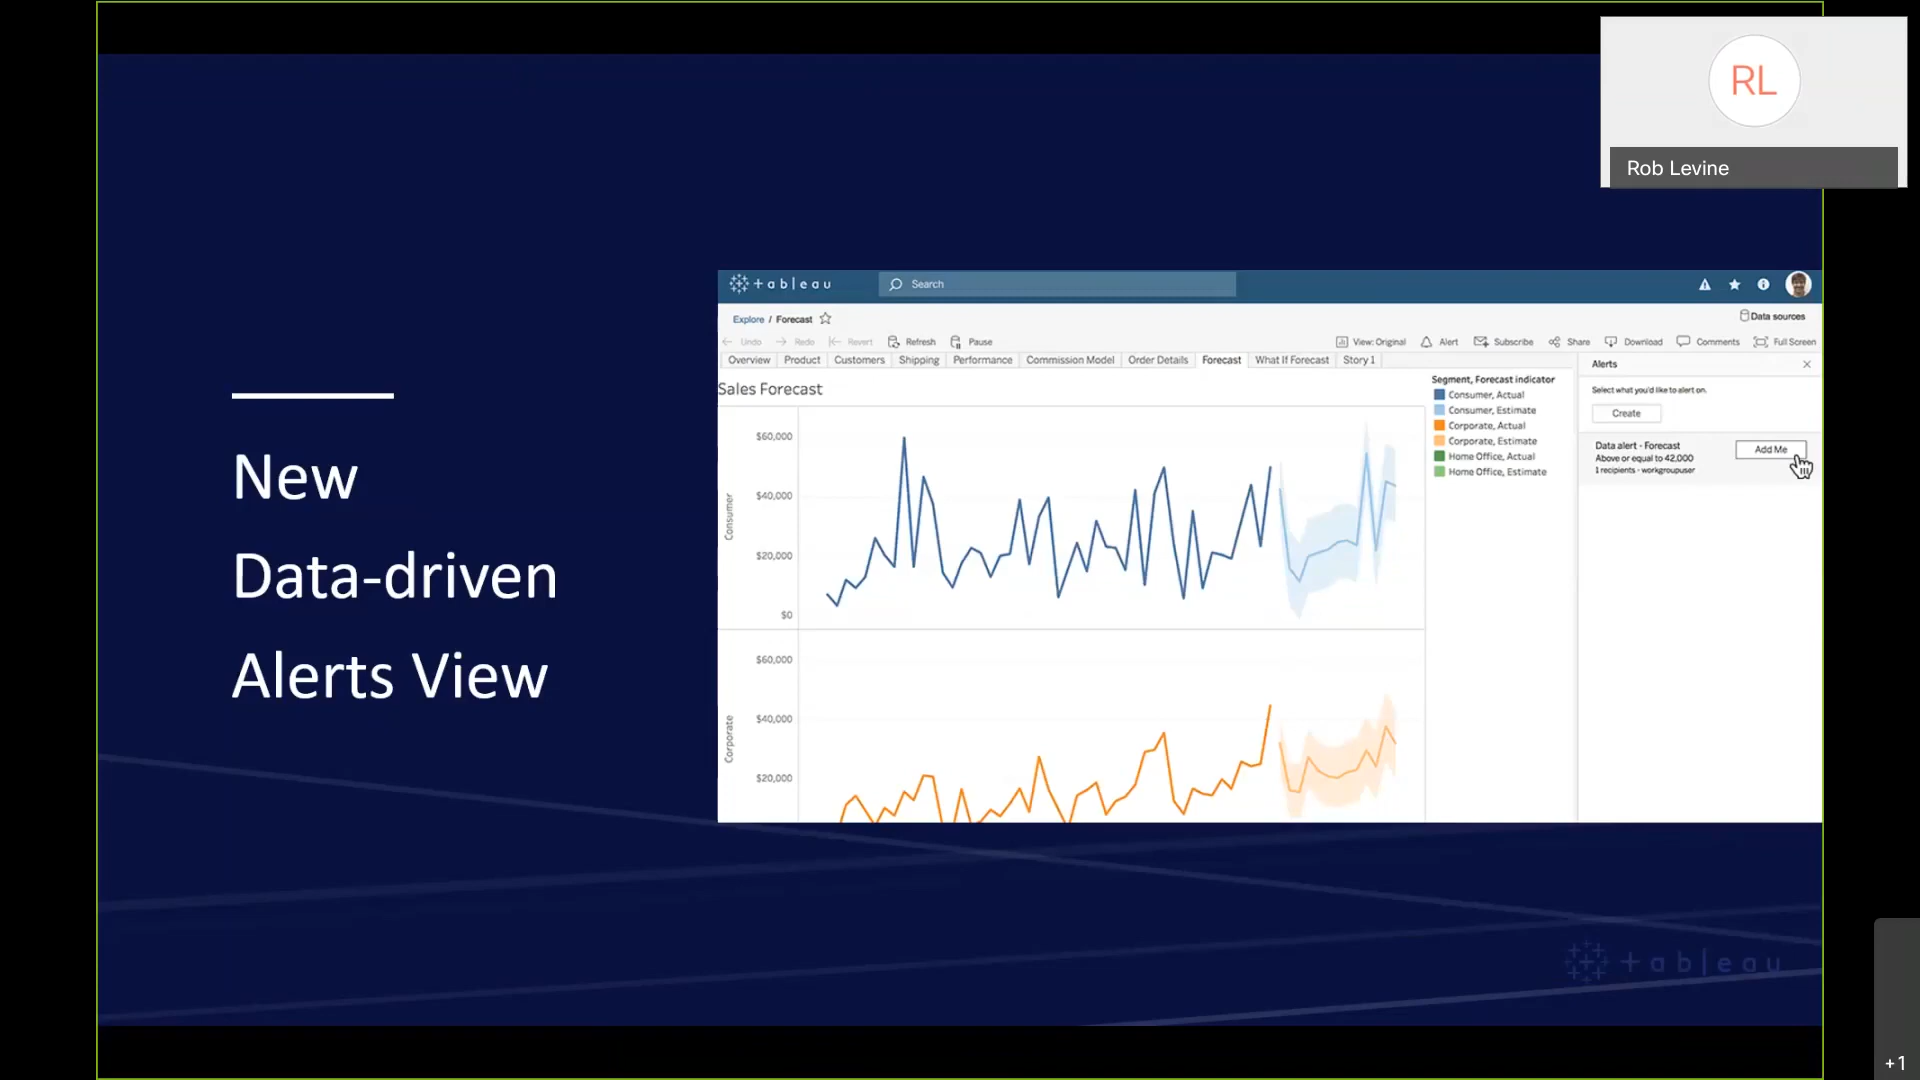 RL
Rob Levine
New
Data-driven
Alerts View
+ableau
Search
Explore / Forecast
Data sources
Undo
Redo
Revert
Refresh
Pause
View: Original
Alert
Subscribe
Share
Download
Comments
Full Screen
Overview
Product
Customers
Shipping
Performance
Commission Model
Order Details
Forecast
What If Forecast
Story 1
Sales Forecast
Consumer
$60,000
$40,000
$20,000
$0
Corporate
$60,000
$40,000
$20,000
Segment, Forecast indicator
Consumer, Actual
Consumer, Estimate
Corporate, Actual
Corporate, Estimate
Home Office, Actual
Home Office, Estimate
Alerts
Select what you'd like to alert on.
Create
Data alert - Forecast
Above or equal to 42,000
1 recipients - workgroupuser
Add Me
+ableau
+1